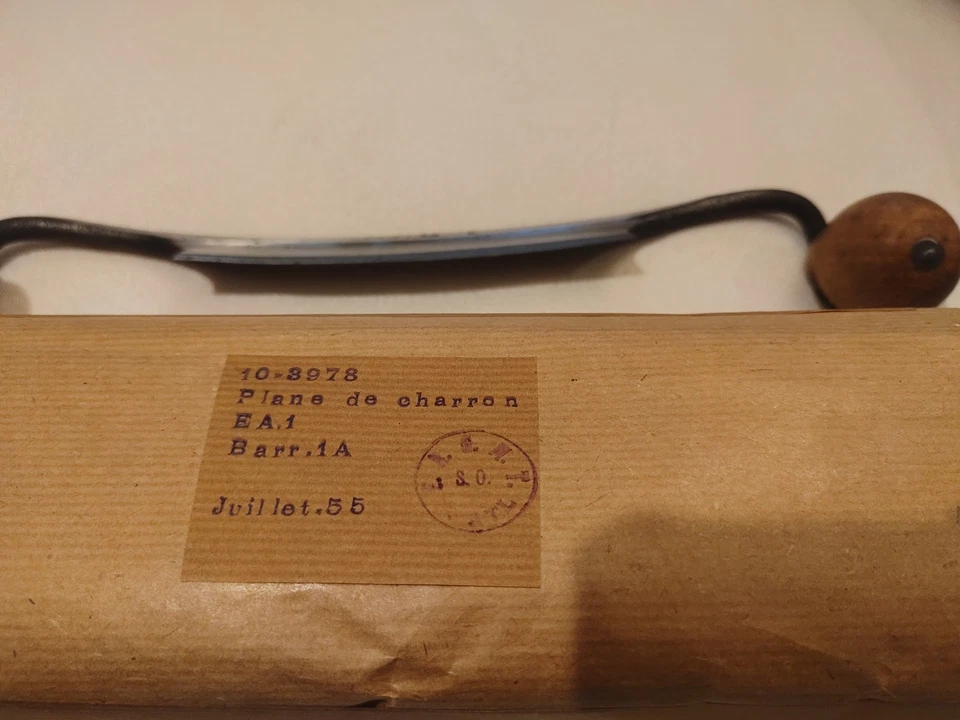 10-3978
Plane de charron
EA.1
Barr.1A
Juillet.55
S.O.